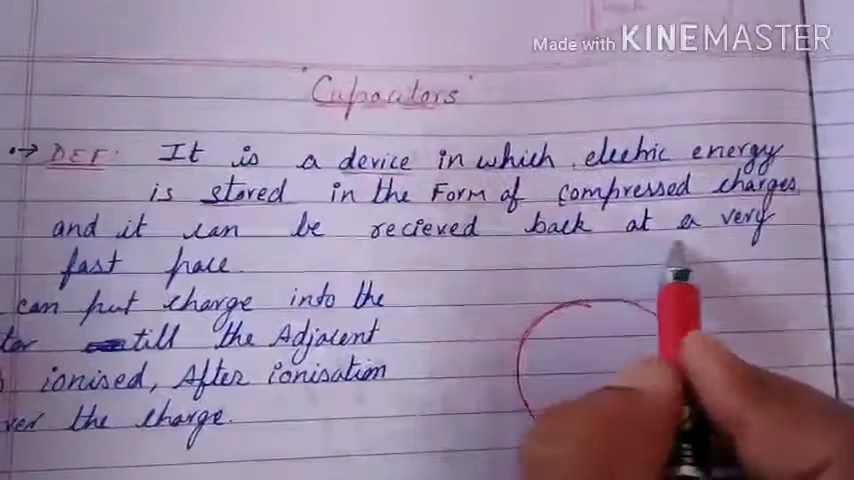 Made with KINEMASTER
"Capacitors"
•→ DEF: It is a device in which electric energy
is stored in the Form of compressed charges
and it can be recieved back at a very
fast pace.
can put charge into the
tor till the Adjacent
ionised, After ionisation
ver the charge.